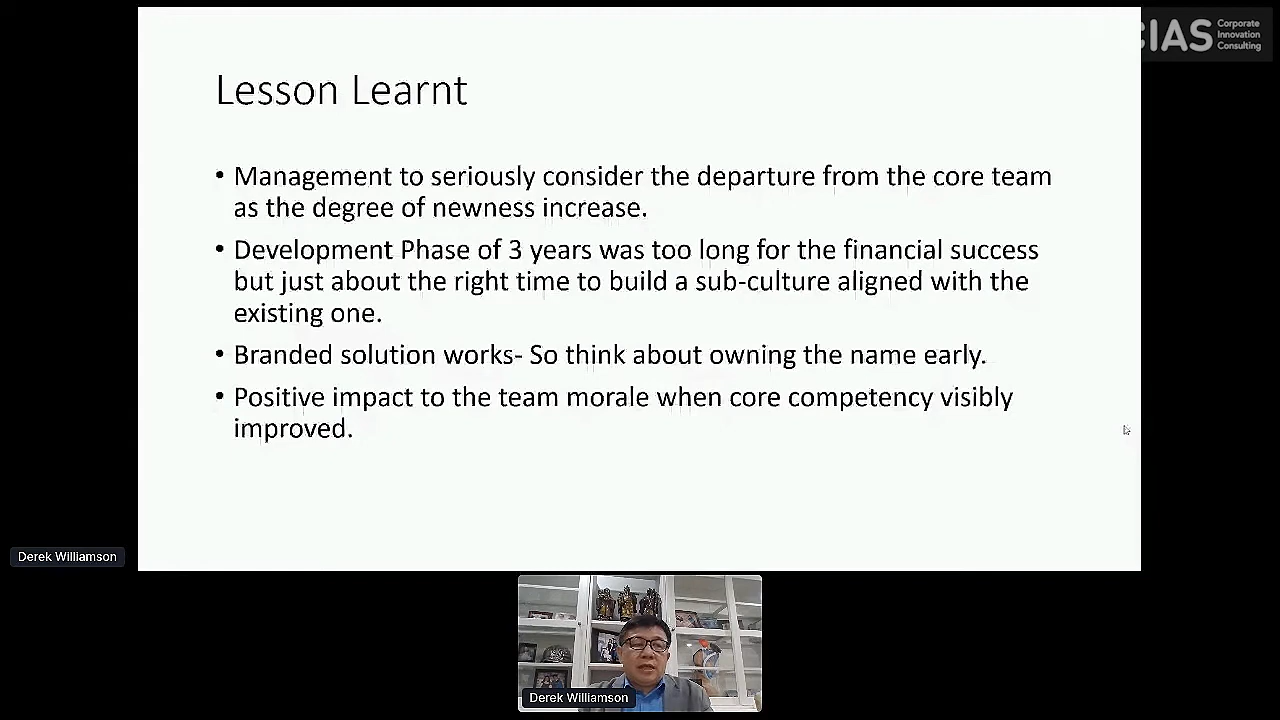 Lesson Learnt
• Management to seriously consider the departure from the core team
as the degree of newness increase.
• Development Phase of 3 years was too long for the financial success
but just about the right time to build a sub-culture aligned with the
existing one.
• Branded solution works- So think about owning the name early.
• Positive impact to the team morale when core competency visibly
improved.
CIAS
Corporate
Innovation
Consulting
Derek Williamson
Derek Williamson